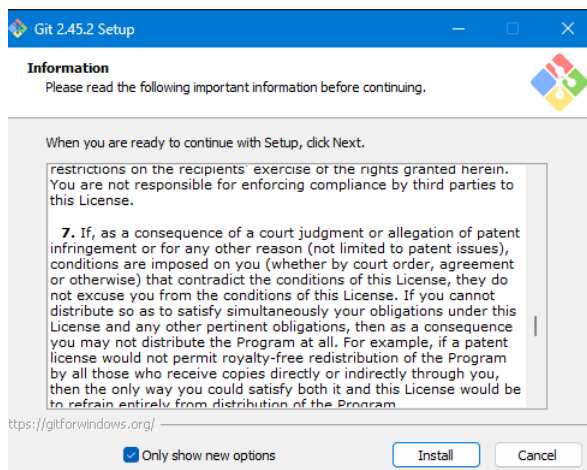 Git 2.45.2 Setup
Information
Please read the following important information before continuing.
When you are ready to continue with Setup, click Next.
restrictions on the recipients' exercise of the rights granted herein.
You are not responsible for enforcing compliance by third parties to
this License.
7. If, as a consequence of a court judgment or allegation of patent
infringement or for any other reason (not limited to patent issues),
conditions are imposed on you (whether by court order, agreement
or otherwise) that contradict the conditions of this License, they do
not excuse you from the conditions of this License. If you cannot
distribute so as to satisfy simultaneously your obligations under this
License and any other pertinent obligations, then as a consequence
you may not distribute the Program at all. For example, if a patent
license would not permit royalty-free redistribution of the Program
by all those who receive copies directly or indirectly through you,
then the only way you could satisfy both it and this License would be
to refrain entirely from distribution of the Program.
ttps://gitforwindows.org/
Only show new options
Install
Cancel